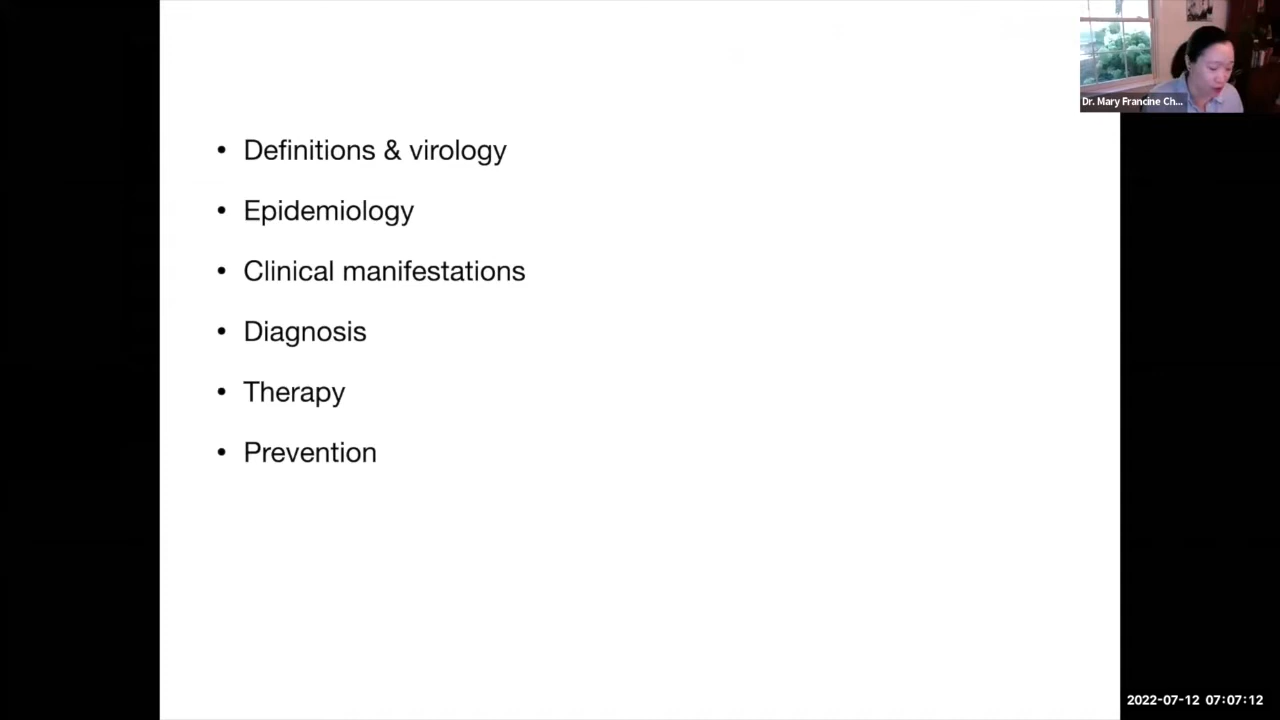 Dr. Mary Francine Ch...
• Definitions & virology
• Epidemiology
• Clinical manifestations
• Diagnosis
• Therapy
• Prevention
2022-07-12 07:07:12